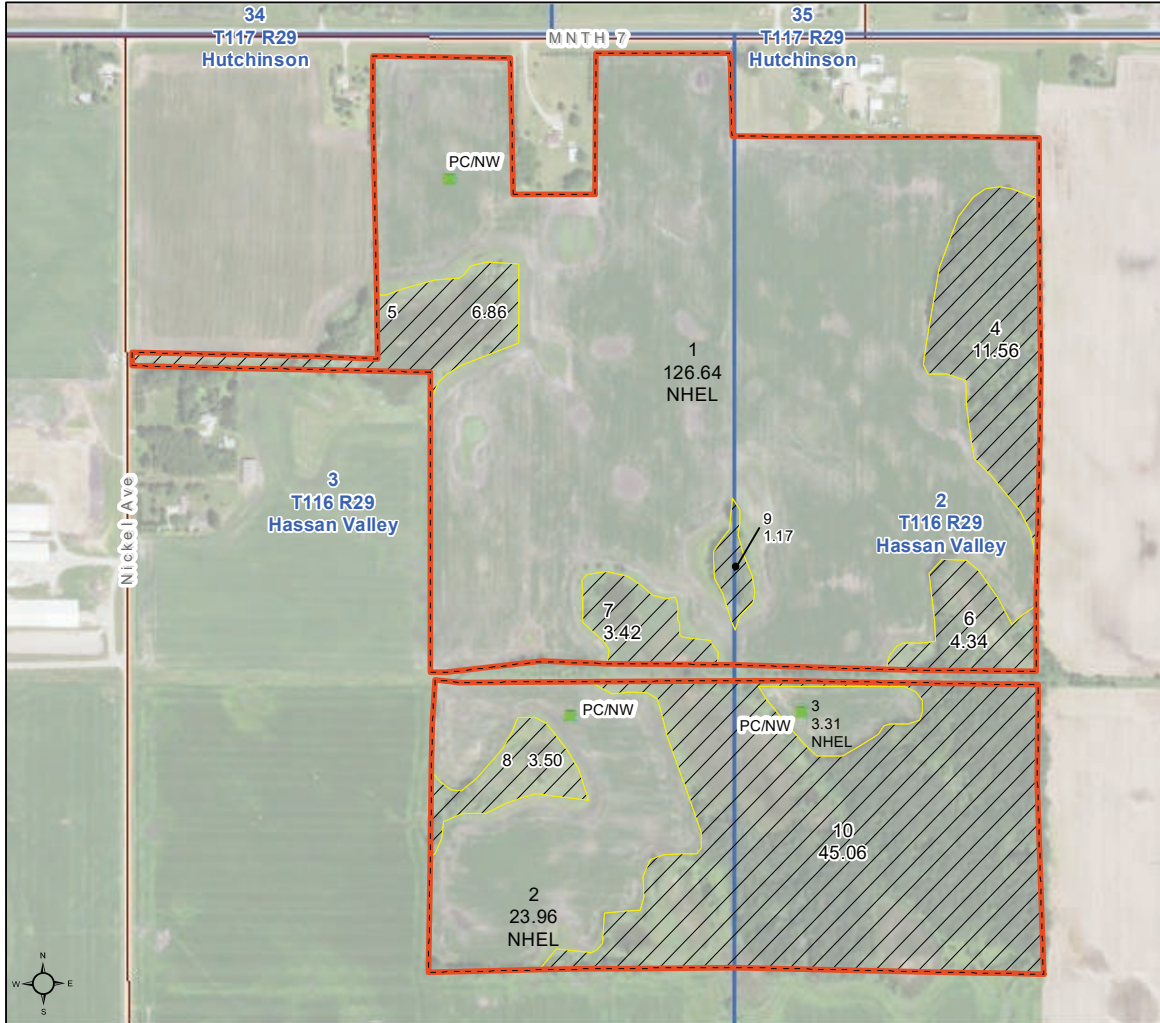 34
T117 R29
Hutchinson
MNTH 7
35
T117 R29
Hutchinson
PC/NW
5 6.86
4
11.56
1
126.64
NHEL
3
T116 R29
Hassan Valley
Nickel Ave
2
T116 R29
Hassan Valley
9
1.17
7
3.42
6
4.34
PC/NW
PC/NW
3
3.31
NHEL
8 3.50
10
45.06
2
23.96
NHEL
N
W E
S